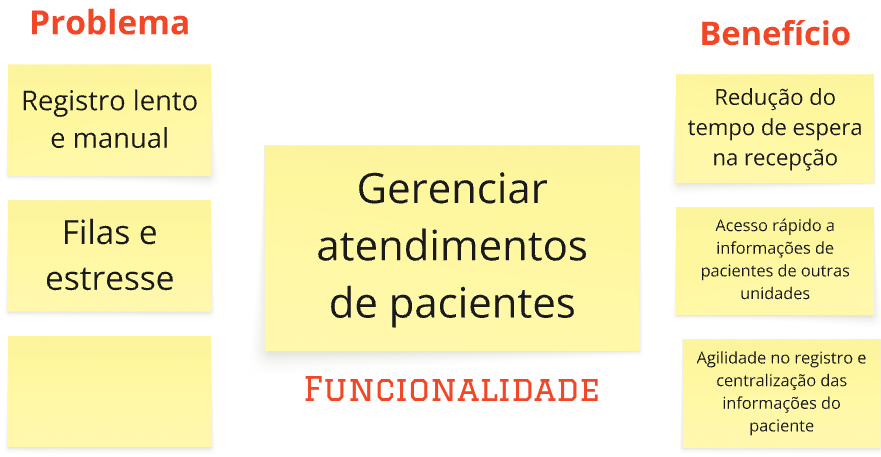 Problema
Registro lento
e manual
Filas e
estresse
Gerenciar
atendimentos
de pacientes
FUNCIONALIDADE
Benefício
Redução do
tempo de espera
na recepção
Acesso rápido a
informações de
pacientes de outras
unidades
Agilidade no registro e
centralização das
informações do
paciente